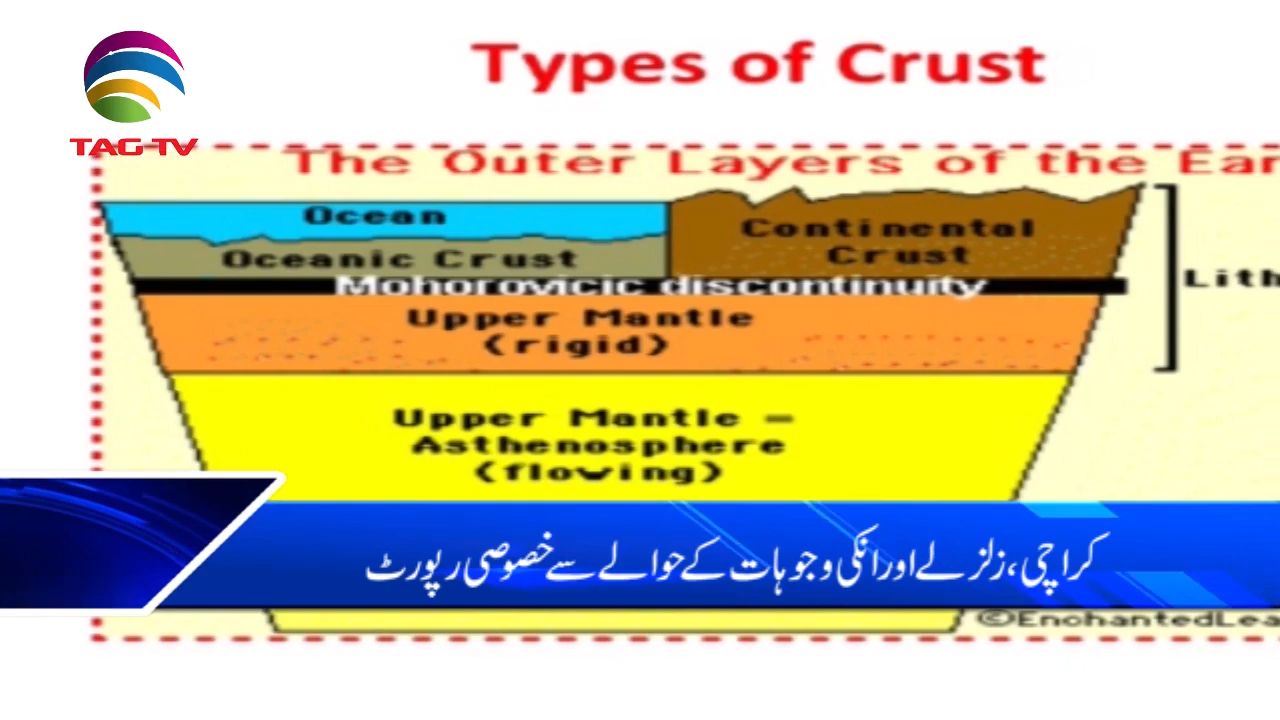 TAG TV
Types of Crust
The Outer Layers of the Ear
Ocean
Continental
Crust
Oceanic Crust
Mohorovicic discontinuity
Lith
Upper Mantle
(rigid)
Upper Mantle -
Asthenosphere
(flowing)
کراچی، زلزلے اور انکی وجوہات کے حوالے سے خصوصی رپورٹ
©EnchantedLea